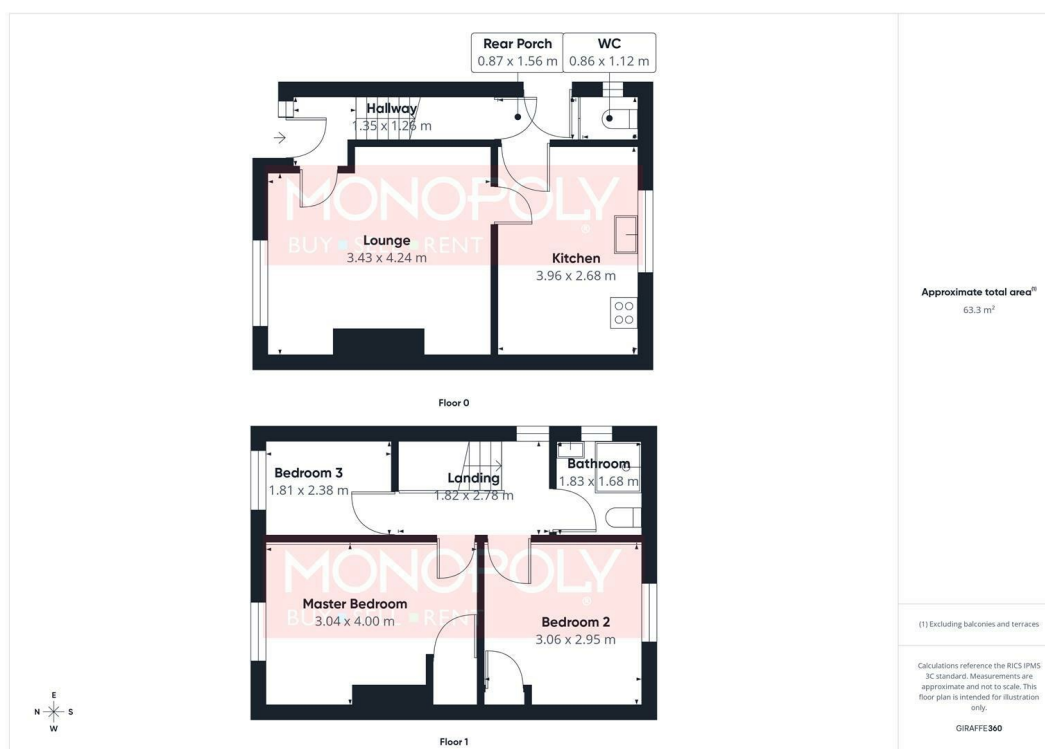 Rear Porch
0.87 x 1.56 m
WC
0.86 x 1.12 m
Hallway
1.35 x 1.26 m
MONOPOLY
®
BUY ● SELL ● RENT
Lounge
3.43 x 4.24 m
Kitchen
3.96 x 2.68 m
Approximate total area(1)
63.3 m²
Floor 0
Bedroom 3
1.81 x 2.38 m
Landing
1.82 x 2.78 m
Bathroom
1.83 x 1.68 m
MONOPOLY
®
BUY ● SELL ● RENT
Master Bedroom
3.04 x 4.00 m
Bedroom 2
3.06 x 2.95 m
(1) Excluding balconies and terraces
Calculations reference the RICS IPMS
3C standard. Measurements are
approximate and not to scale. This
floor plan is intended for illustration
only.
GIRAFFE360
E
N S
W
Floor 1